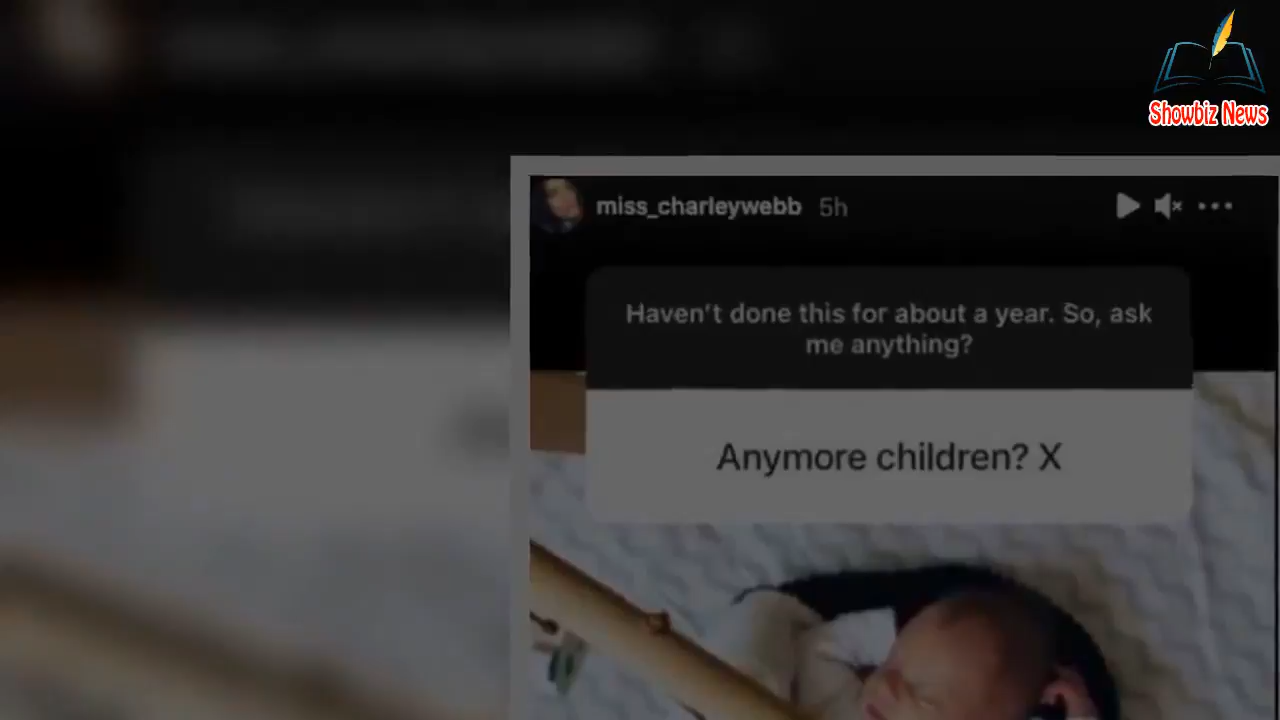 Showbiz News
miss_charleywebb 5h
Haven't done this for about a year. So, ask
me anything?
Anymore children? X